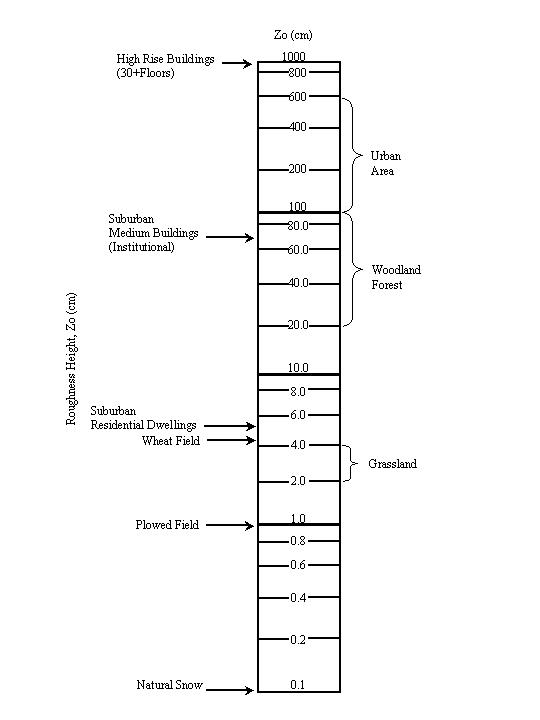 Zo (cm)
High Rise Buildings
(30+Floors)
1000
800
600
400
Urban
Area
200
100
Suburban
Medium Buildings
(Institutional)
80.0
60.0
Woodland
Forest
40.0
20.0
Roughness Height, Zo (cm)
10.0
8.0
Suburban
Residential Dwellings
6.0
Wheat Field
4.0
Grassland
2.0
1.0
Plowed Field
0.8
0.6
0.4
0.2
Natural Snow
0.1